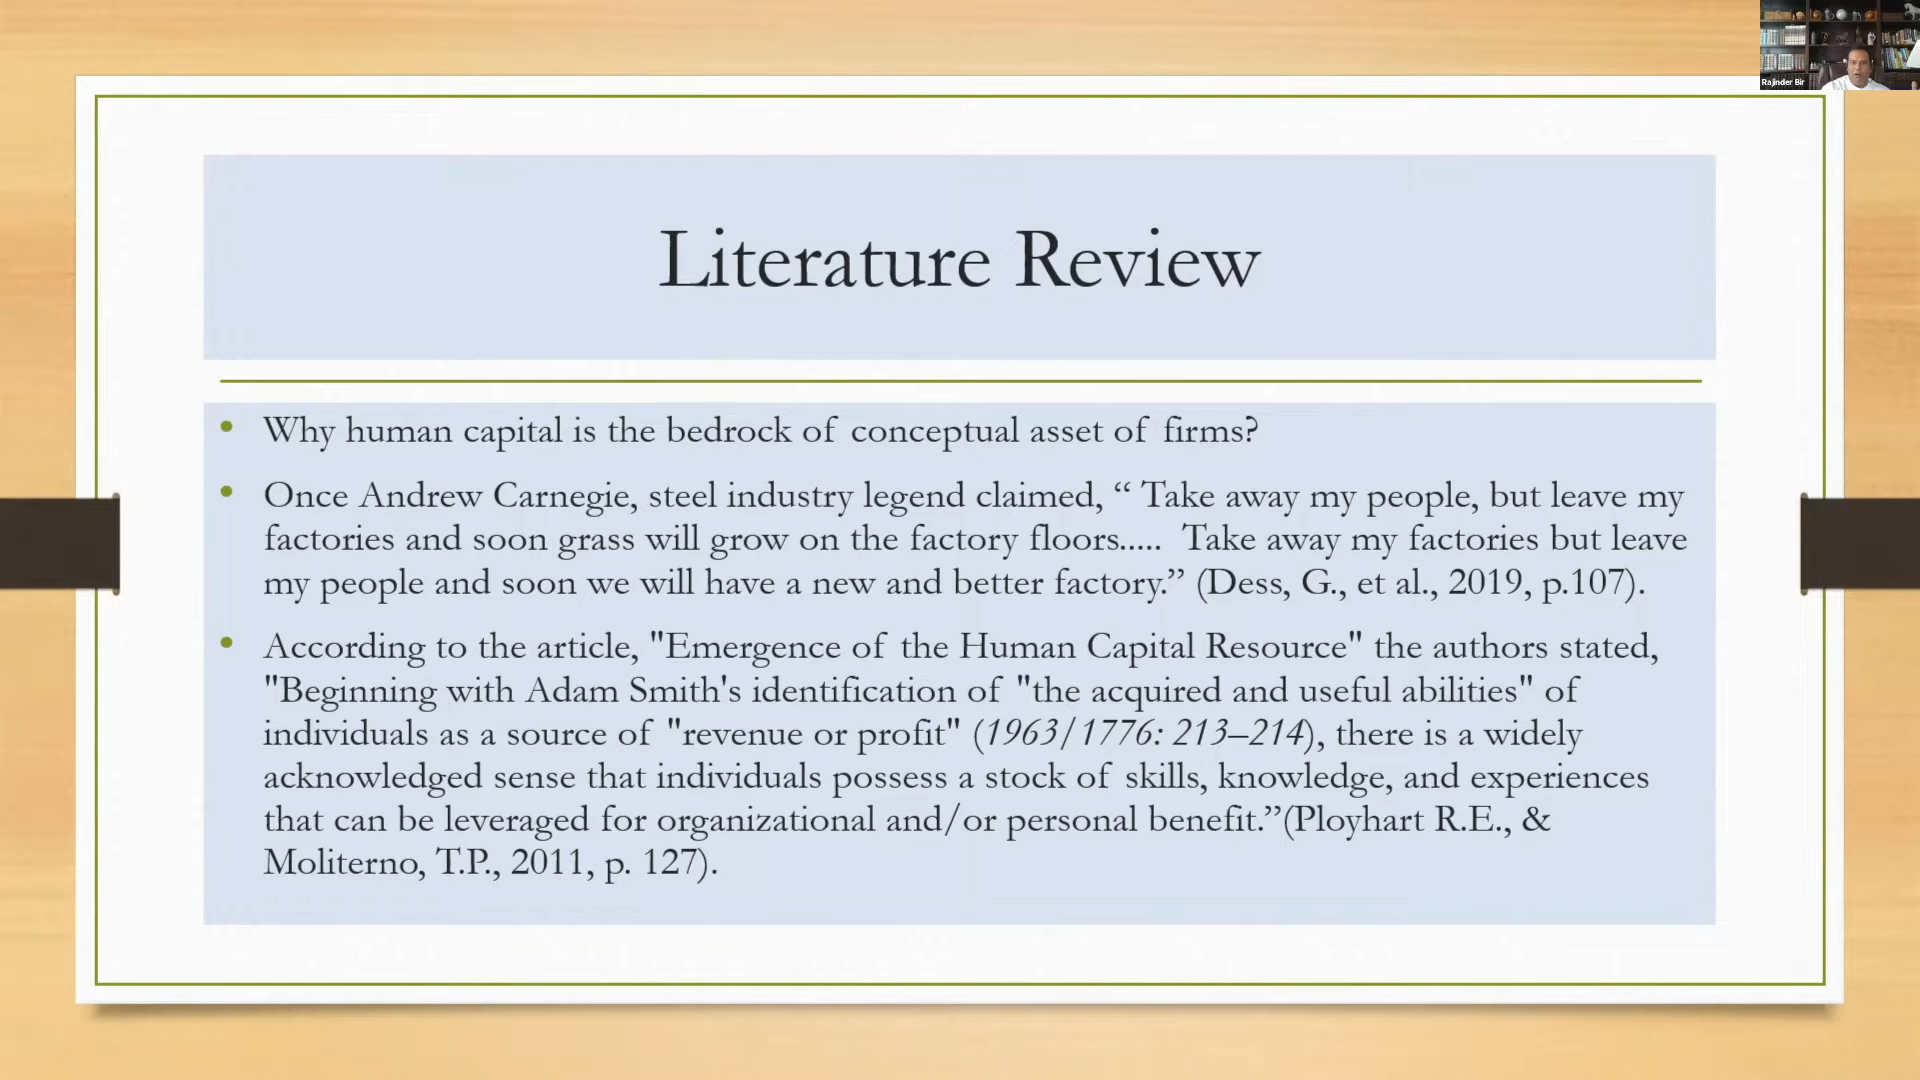 Rajinder Bir
Literature Review
• Why human capital is the bedrock of conceptual asset of firms?
• Once Andrew Carnegie, steel industry legend claimed, “ Take away my people, but leave my
factories and soon grass will grow on the factory floors..... Take away my factories but leave
my people and soon we will have a new and better factory.” (Dess, G., et al., 2019, p.107).
• According to the article, "Emergence of the Human Capital Resource" the authors stated,
"Beginning with Adam Smith's identification of "the acquired and useful abilities" of
individuals as a source of "revenue or profit" (1963/1776: 213–214), there is a widely
acknowledged sense that individuals possess a stock of skills, knowledge, and experiences
that can be leveraged for organizational and/or personal benefit.”(Ployhart R.E., &
Moliterno, T.P., 2011, p. 127).